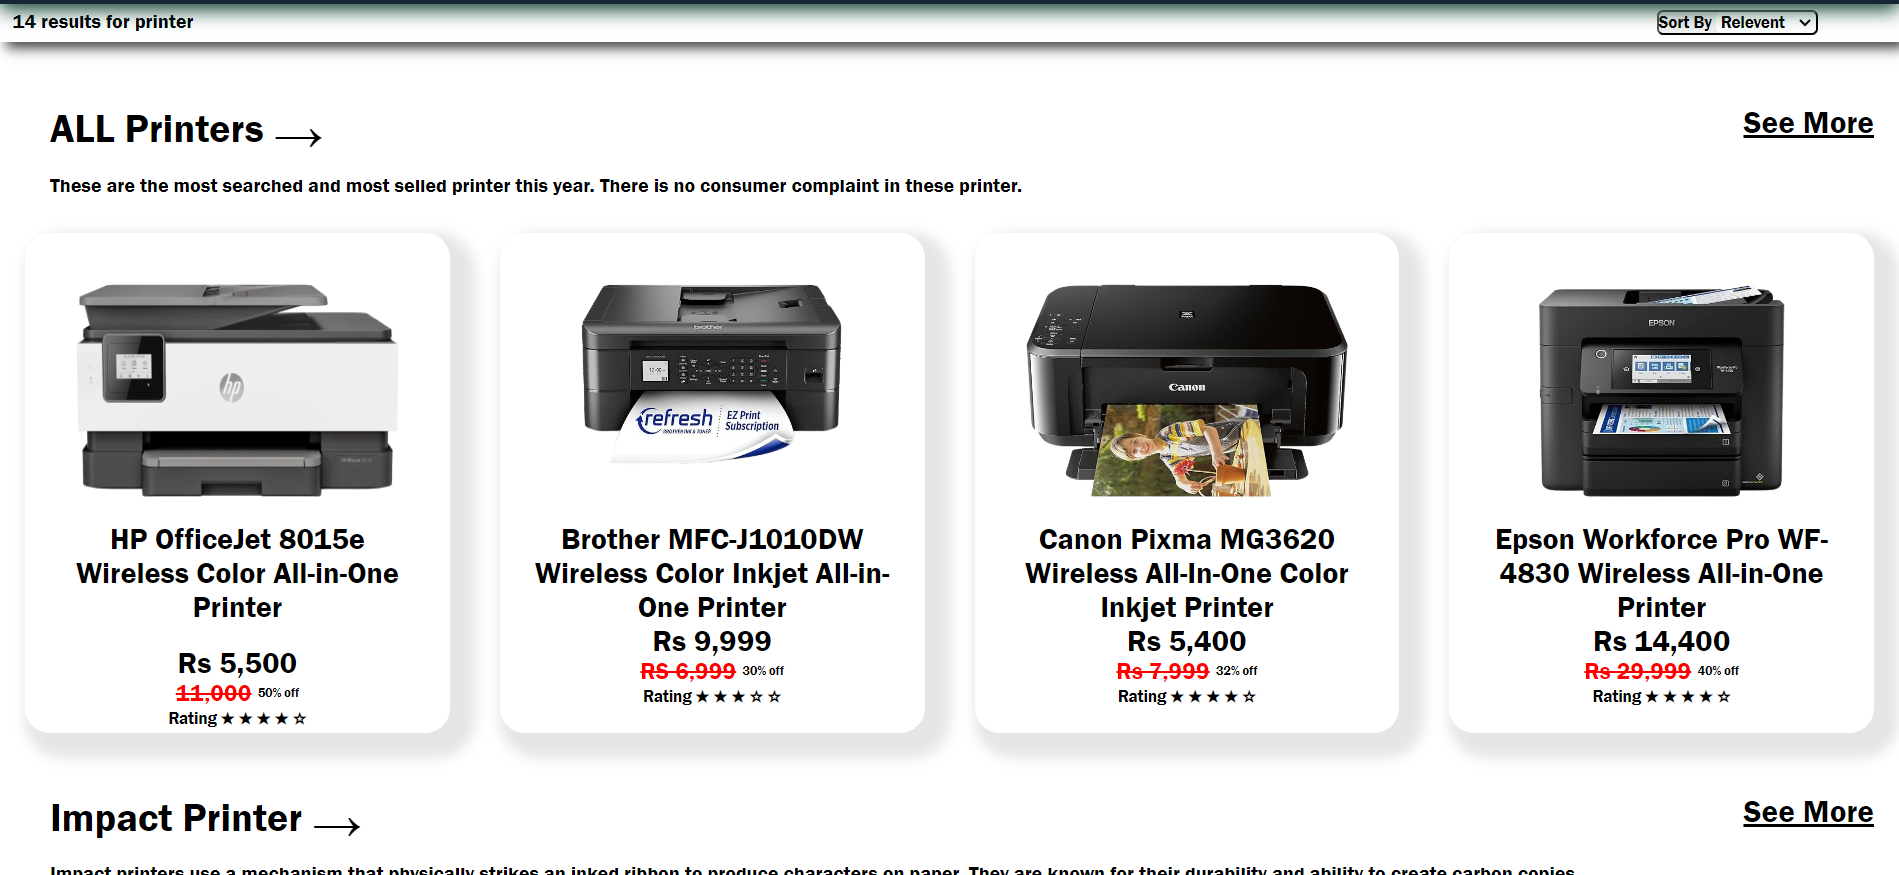 14 results for printer
Sort By Relevent
ALL Printers →
See More
These are the most searched and most selled printer this year. There is no consumer complaint in these printer.
hp
brother
refresh
BROTHER INK & TONER
EZ Print
Subscription
Canon
EPSON
HP OfficeJet 8015e
Wireless Color All-in-One
Printer
Rs 5,500
11,000 50% off
Rating ★ ★ ★ ★ ☆
Brother MFC-J1010DW
Wireless Color Inkjet All-in-
One Printer
Rs 9,999
RS 6,999 30% off
Rating ★ ★ ★ ☆ ☆
Canon Pixma MG3620
Wireless All-In-One Color
Inkjet Printer
Rs 5,400
Rs 7,999 32% off
Rating ★ ★ ★ ★ ☆
Epson Workforce Pro WF-
4830 Wireless All-in-One
Printer
Rs 14,400
Rs 29,999 40% off
Rating ★ ★ ★ ★ ☆
Impact Printer →
See More
Impact printers use a mechanism that physically strikes an inked ribbon to produce characters on paper. They are known for their durability and ability to create carbon copies.